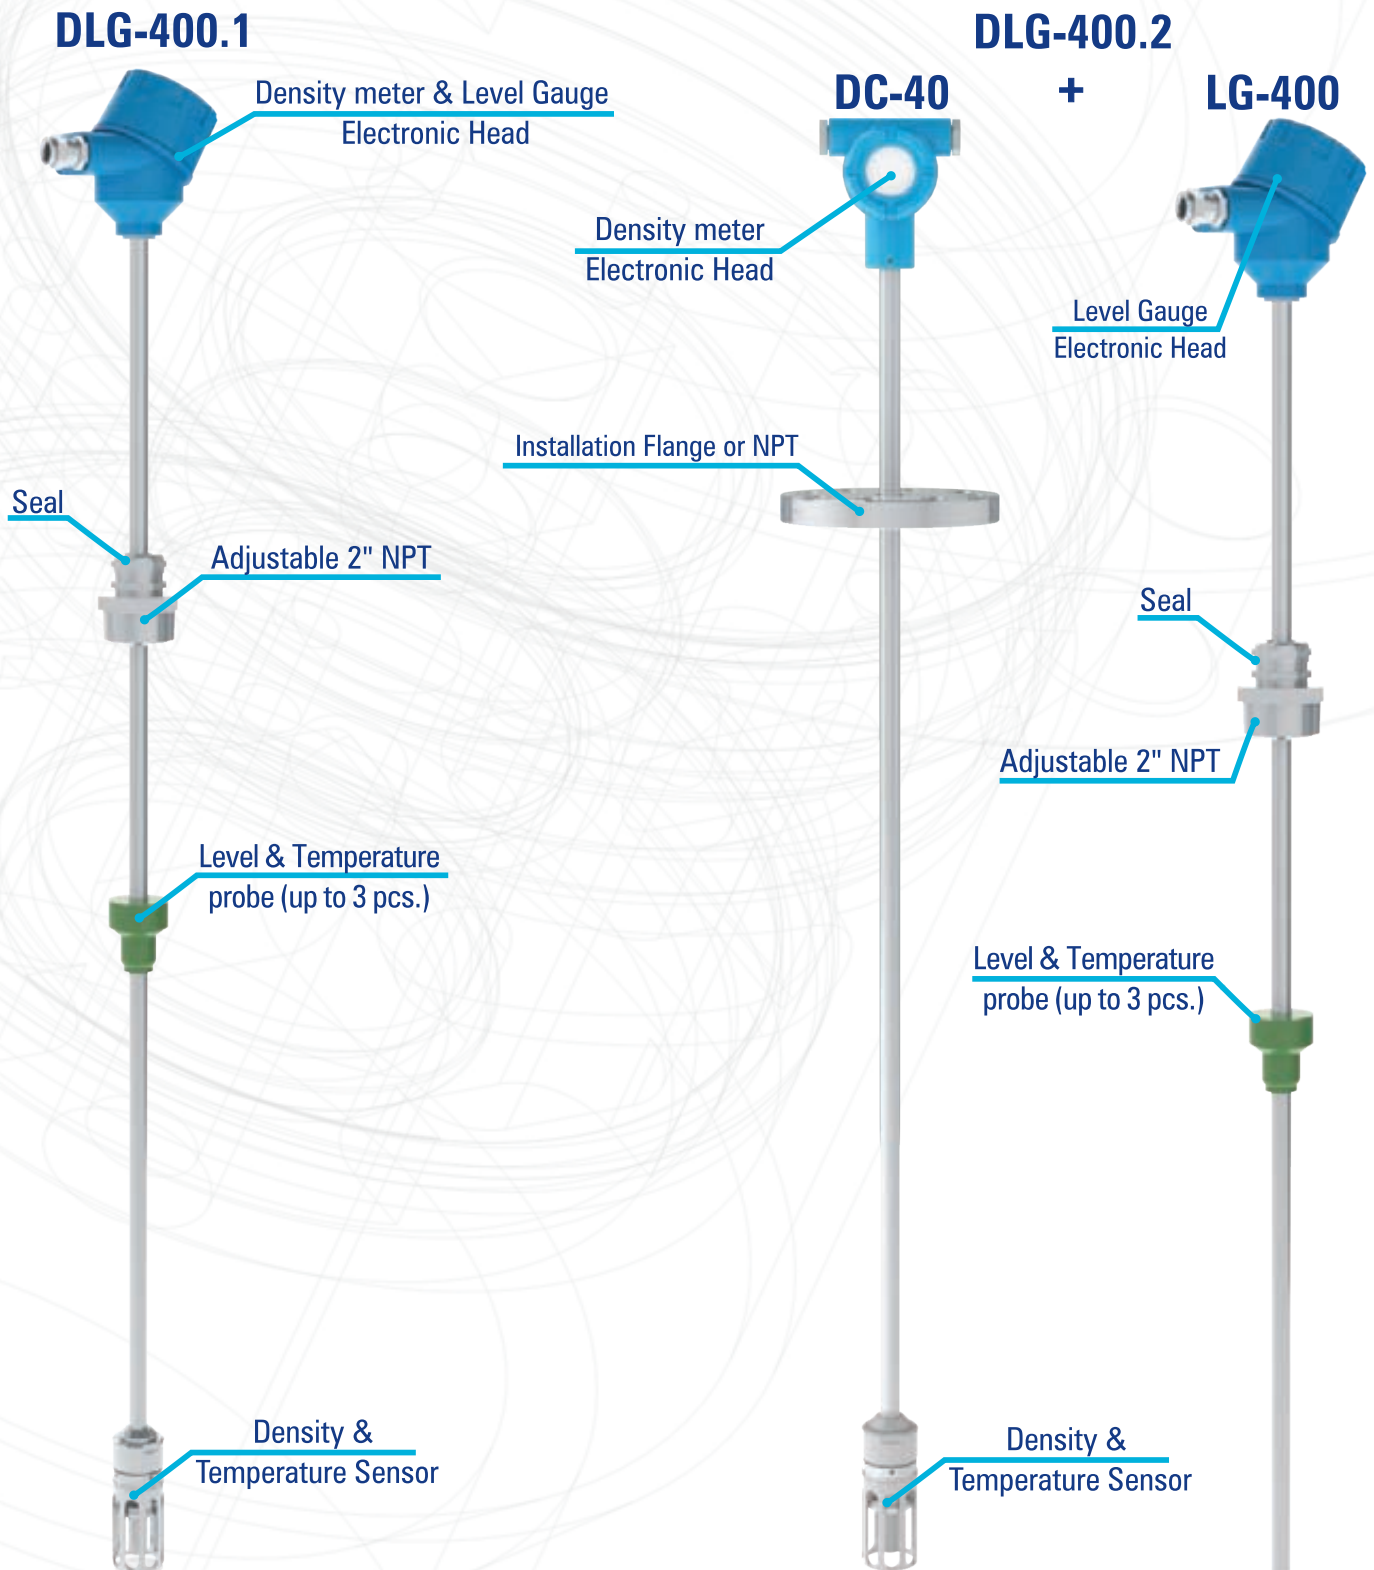 DLG-400.1
Density meter & Level Gauge
Electronic Head
Seal
Adjustable 2" NPT
Level & Temperature
probe (up to 3 pcs.)
Density &
Temperature Sensor
DLG-400.2
DC-40
+
LG-400
Density meter
Electronic Head
Level Gauge
Electronic Head
Installation Flange or NPT
Seal
Adjustable 2" NPT
Level & Temperature
probe (up to 3 pcs.)
Density &
Temperature Sensor